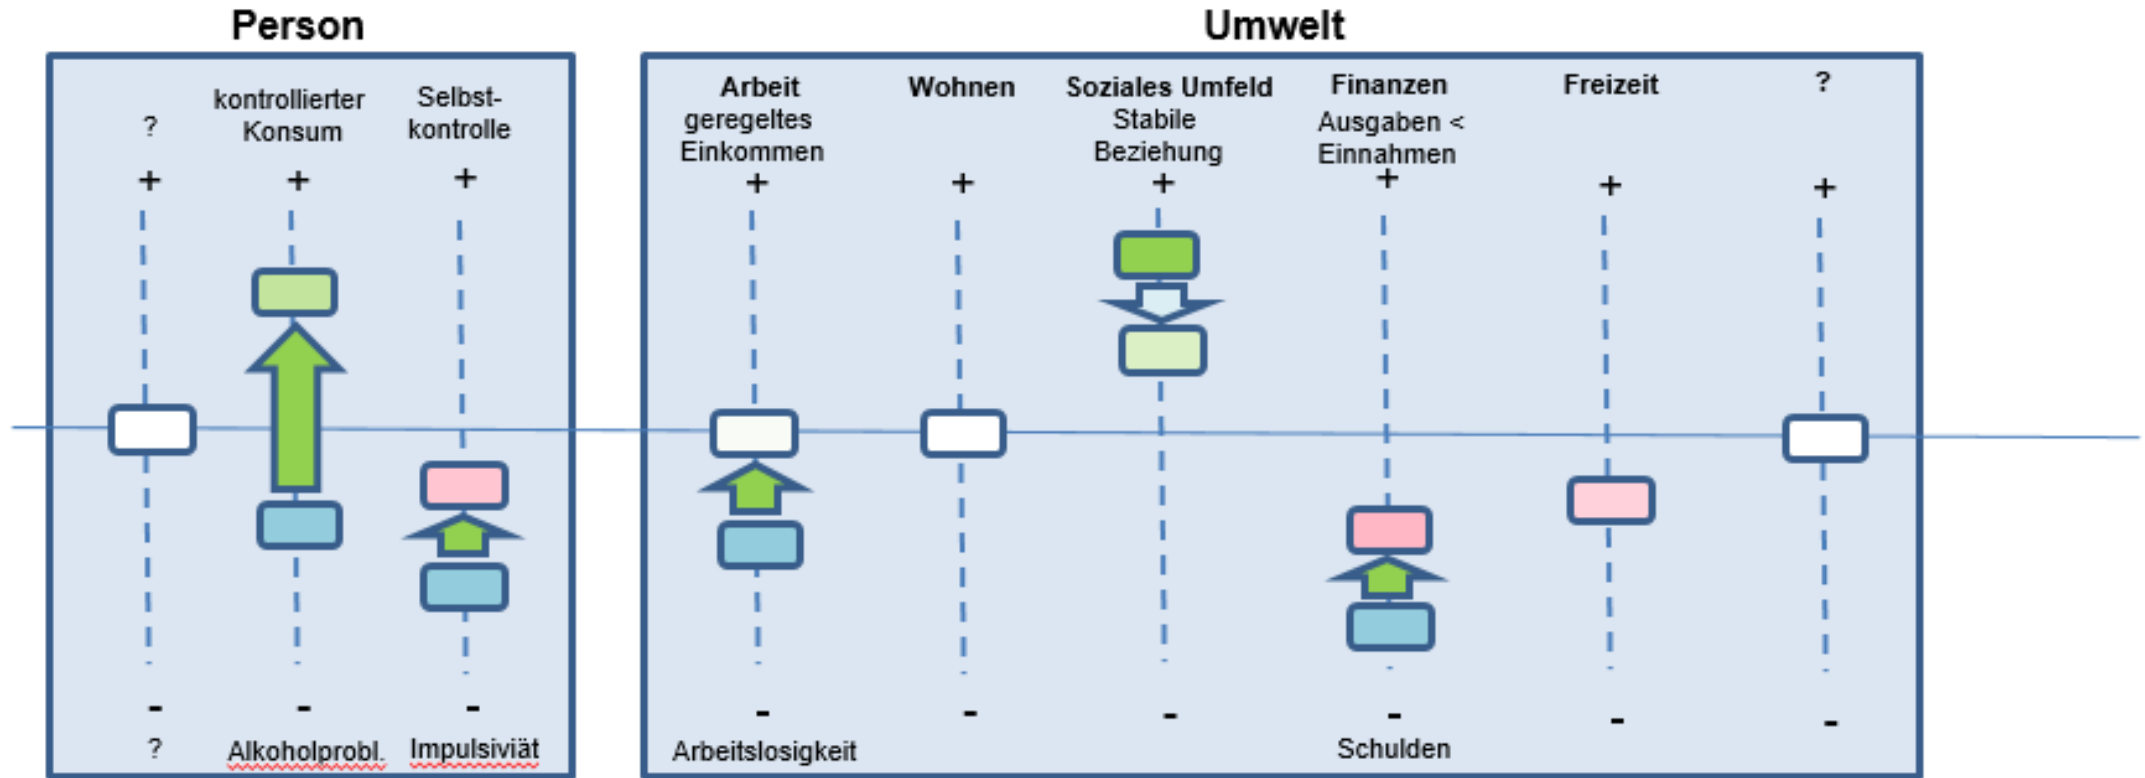 Person
Umwelt
?
kontrollierter
Konsum
Selbst-
kontrolle
+
+
+
?
Alkoholprobl.
Impulsiviät
-
-
-
Arbeit
geregeltes
Einkommen
Wohnen
Soziales Umfeld
Stabile
Beziehung
Finanzen
Ausgaben <
Einnahmen
Freizeit
?
+
+
+
+
+
+
-
-
-
-
-
-
Arbeitslosigkeit
Schulden